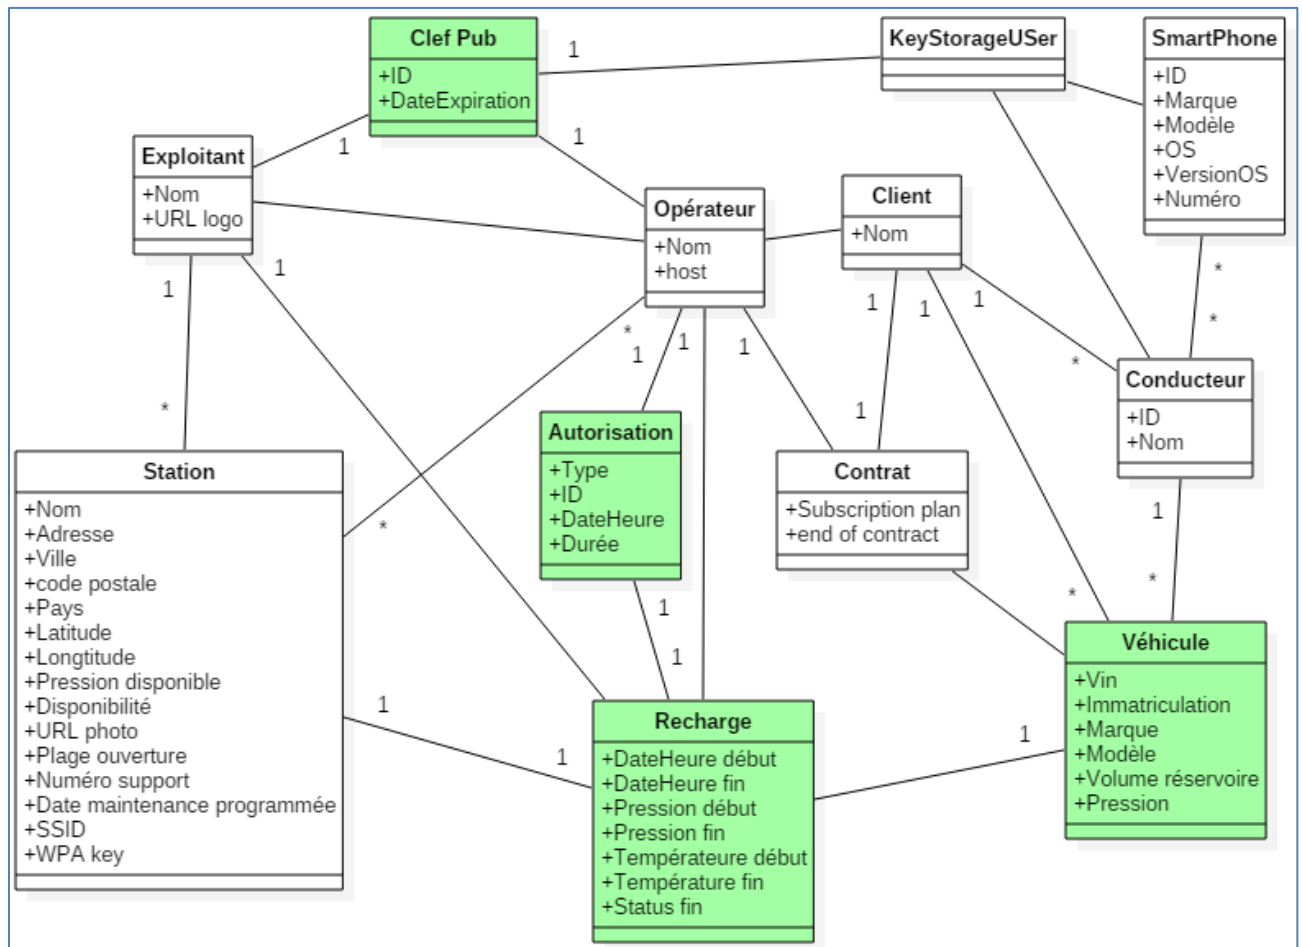 Clef Pub
+ID
+DateExpiration
KeyStorageUSer
SmartPhone
+ID
+Marque
+Modèle
+OS
+VersionOS
+Numéro
1
1
1
Exploitant
+Nom
+URL logo
Opérateur
+Nom
+host
Client
+Nom
1
1
*
*
1
1
1
1
1
1
*
*
*
1
*
*
Conducteur
+ID
+Nom
Autorisation
+Type
+ID
+DateHeure
+Durée
Contrat
+Subscription plan
+end of contract
1
Station
+Nom
+Adresse
+Ville
+code postale
+Pays
+Latitude
+Longtitude
+Pression disponible
+Disponibilité
+URL photo
+Plage ouverture
+Numéro support
+Date maintenance programmée
+SSID
+WPA key
1
*
*
1
1
Véhicule
+Vin
+Immatriculation
+Marque
+Modèle
+Volume réservoire
+Pression
1
1
1
Recharge
+DateHeure début
+DateHeure fin
+Pression début
+Pression fin
+Températeure début
+Température fin
+Status fin